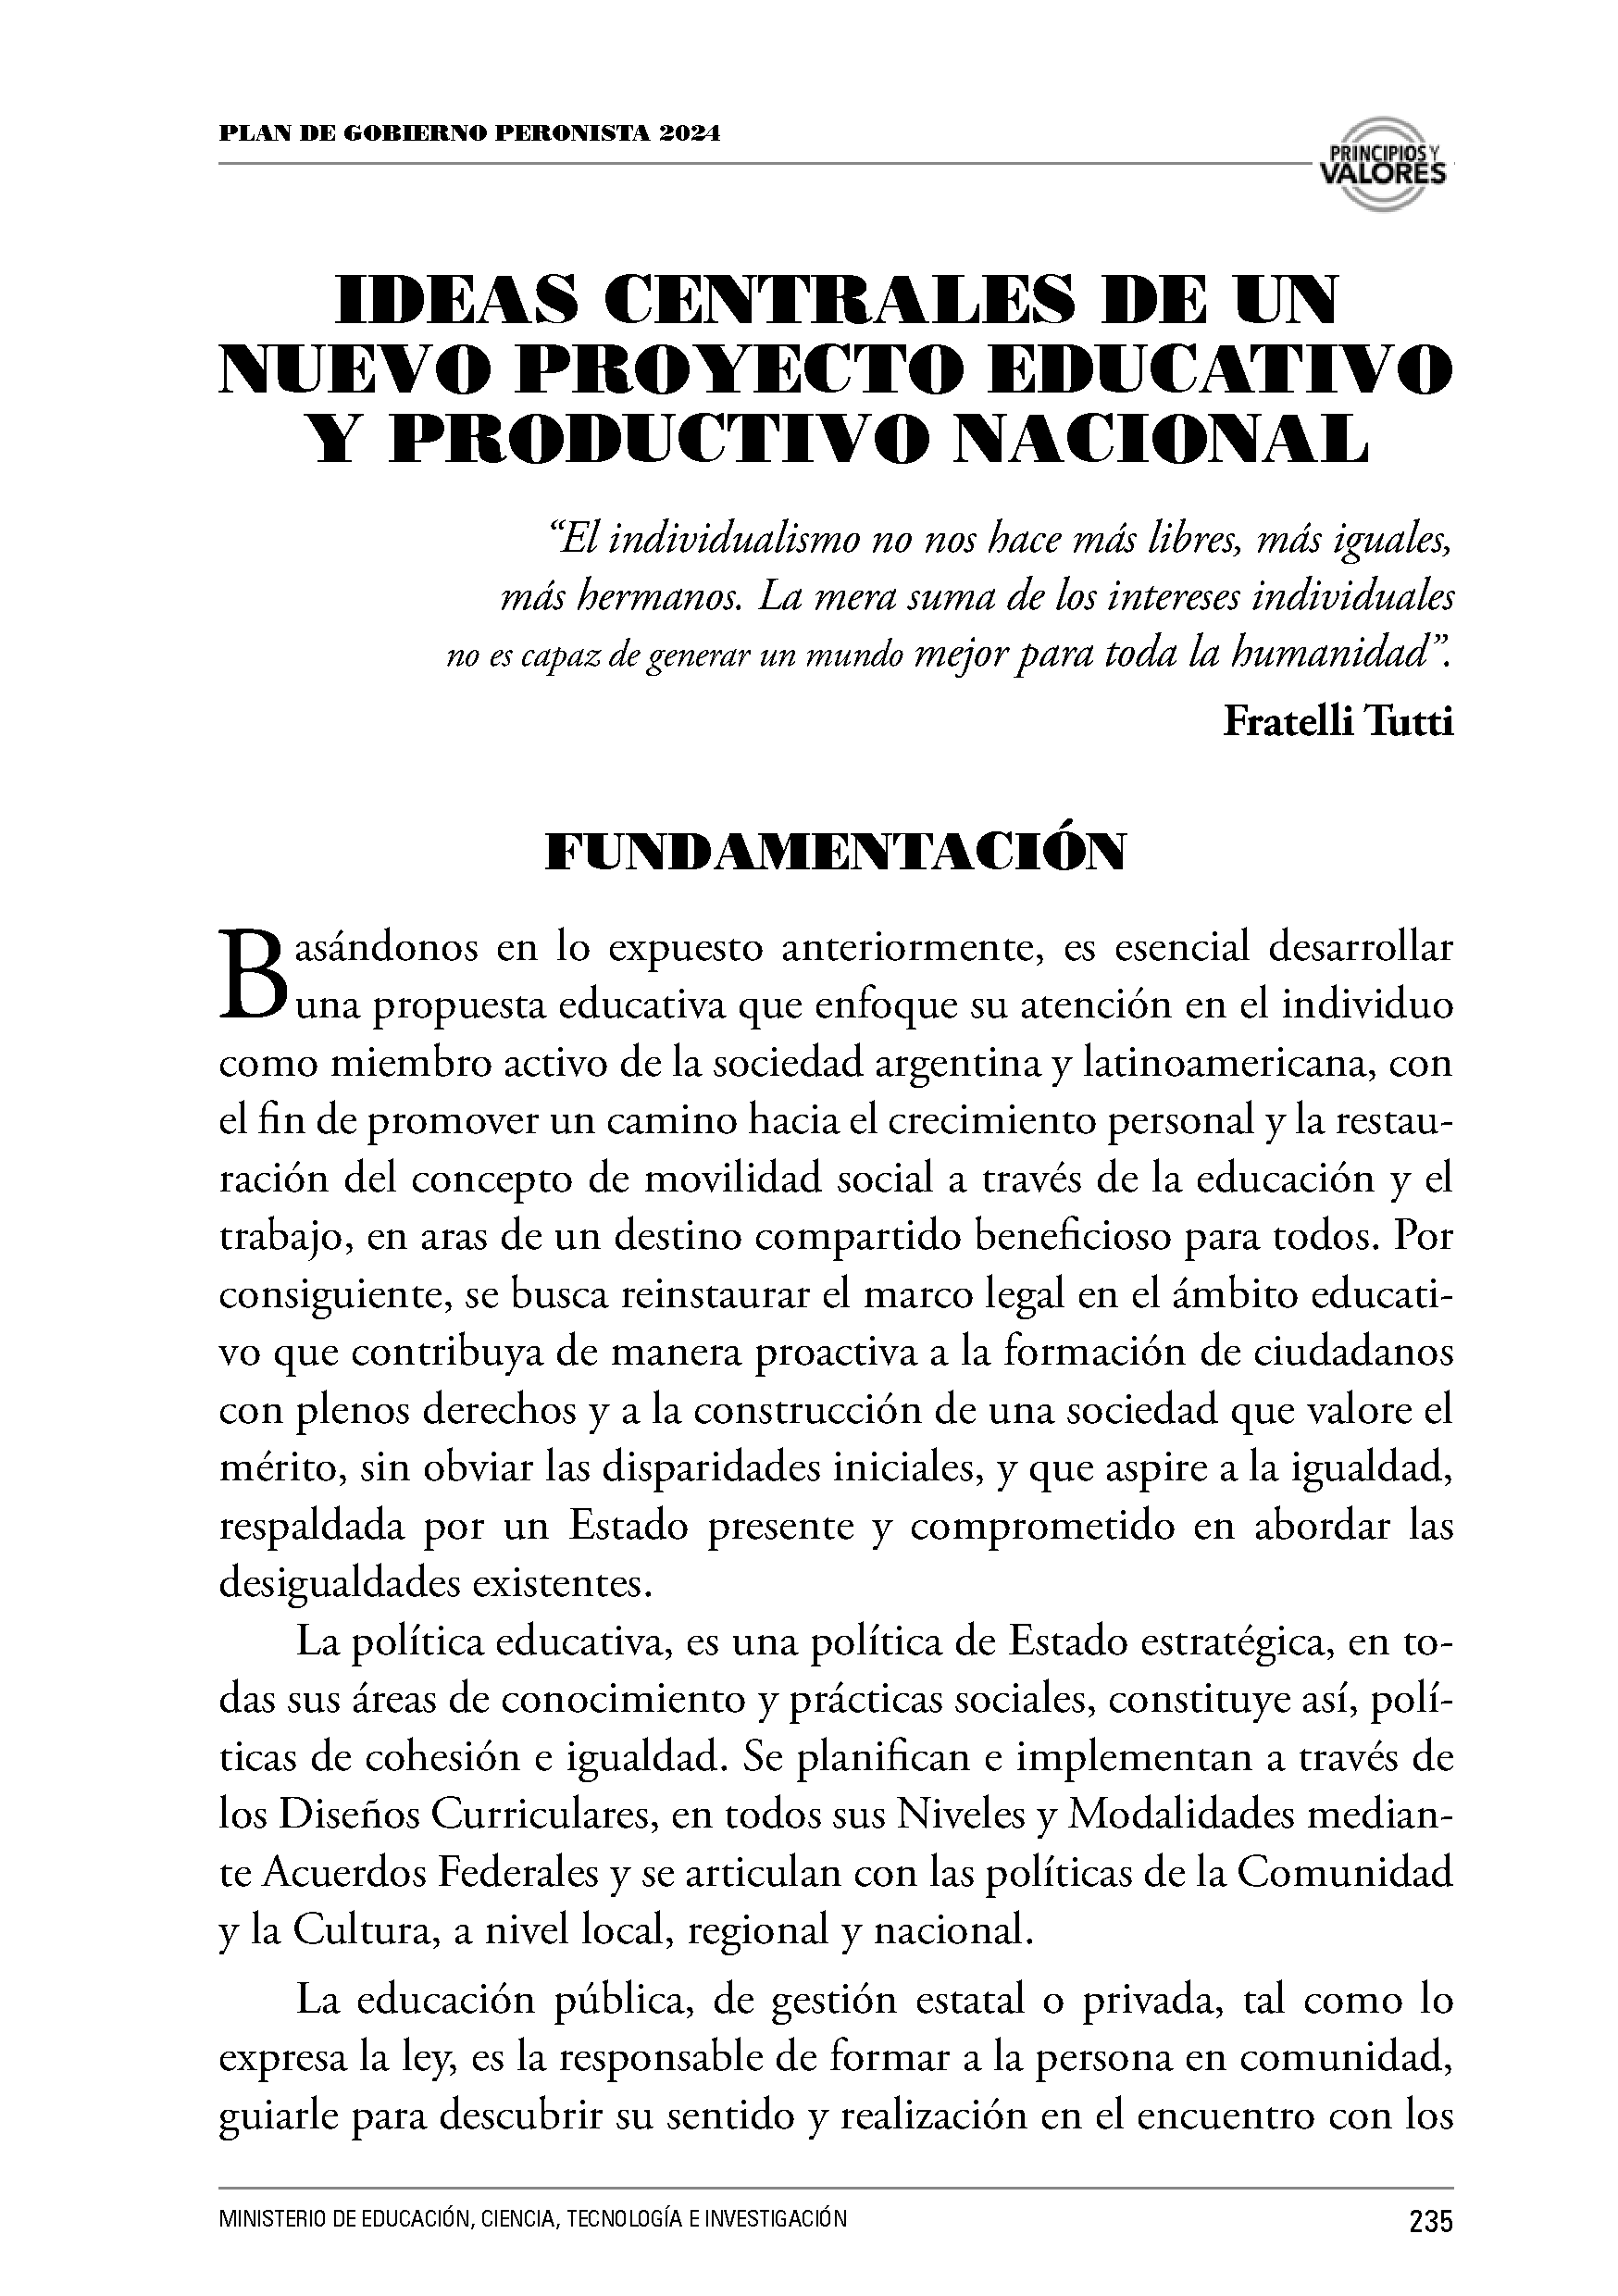 PLAN DE GOBIERNO PERONISTA 2024
PRINCIPIOS Y
VALORES
IDEAS CENTRALES DE UN
NUEVO PROYECTO EDUCATIVO
Y PRODUCTIVO NACIONAL
“El individualismo no nos hace más libres, más iguales,
más hermanos. La mera suma de los intereses individuales
no es capaz de generar un mundo mejor para toda la humanidad”.
Fratelli Tutti
FUNDAMENTACIÓN
Basándonos en lo expuesto anteriormente, es esencial desarrollar
una propuesta educativa que enfoque su atención en el individuo
como miembro activo de la sociedad argentina y latinoamericana, con
el fin de promover un camino hacia el crecimiento personal y la restau-
ración del concepto de movilidad social a través de la educación y el
trabajo, en aras de un destino compartido beneficioso para todos. Por
consiguiente, se busca reinstaurar el marco legal en el ámbito educati-
vo que contribuya de manera proactiva a la formación de ciudadanos
con plenos derechos y a la construcción de una sociedad que valore el
mérito, sin obviar las disparidades iniciales, y que aspire a la igualdad,
respaldada por un Estado presente y comprometido en abordar las
desigualdades existentes.
La política educativa, es una política de Estado estratégica, en to-
das sus áreas de conocimiento y prácticas sociales, constituye así, polí-
ticas de cohesión e igualdad. Se planifican e implementan a través de
los Diseños Curriculares, en todos sus Niveles y Modalidades median-
te Acuerdos Federales y se articulan con las políticas de la Comunidad
y la Cultura, a nivel local, regional y nacional.
La educación pública, de gestión estatal o privada, tal como lo
expresa la ley, es la responsable de formar a la persona en comunidad,
guiarle para descubrir su sentido y realización en el encuentro con los
MINISTERIO DE EDUCACIÓN, CIENCIA, TECNOLOGÍA E INVESTIGACIÓN
235